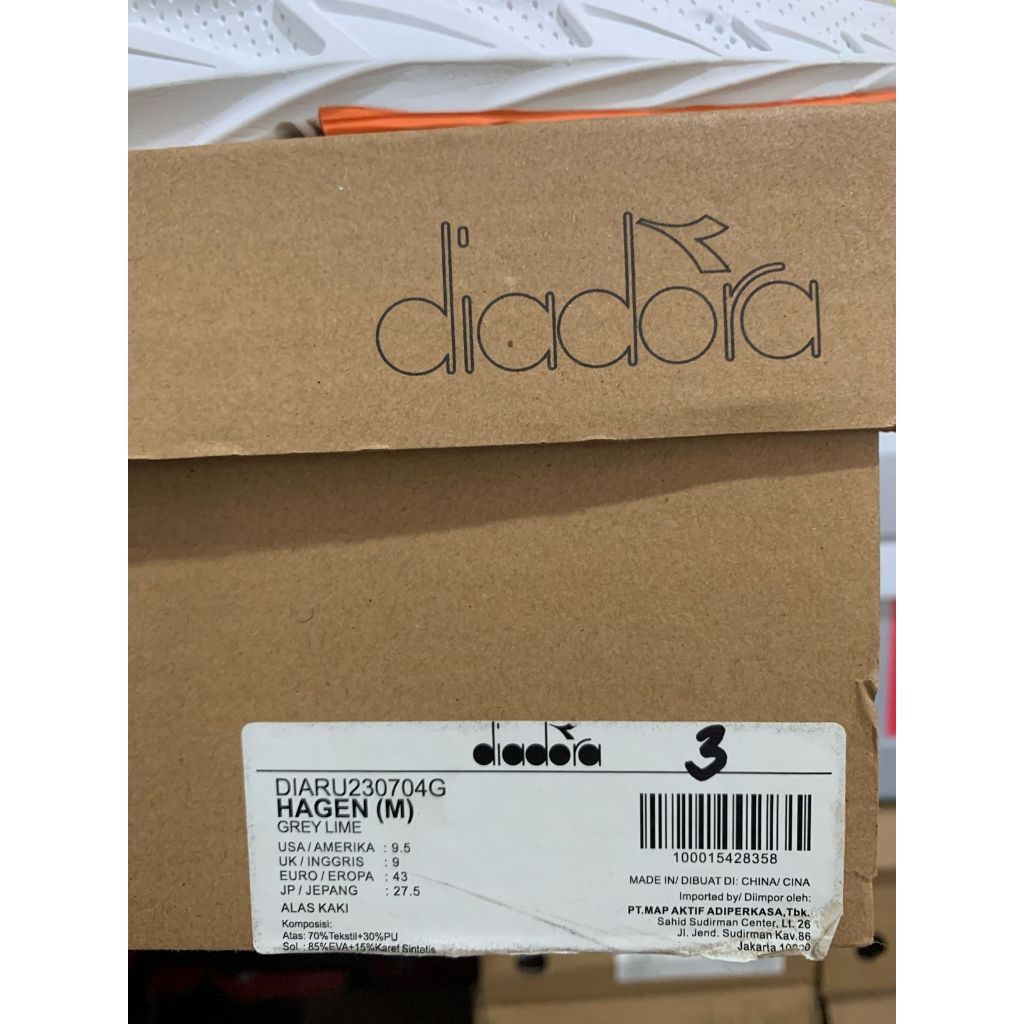 diadora
diadora
3
DIARU230704G
HAGEN (M)
GREY LIME
USA / AMERIKA : 9.5
UK / INGGRIS : 9
EURO / EROPA : 43
JP / JEPANG : 27.5
ALAS KAKI
Komposisi:
Atas: 70%Tekstil+30%PU
Sol : 85%EVA+15%Karet Sintetis
100015428358
MADE IN/ DIBUAT DI: CHINA/ CINA
Imported by/ Diimpor oleh:
PT.MAP AKTIF ADIPERKASA,Tbk.
Sahid Sudirman Center, Lt. 26
Jl. Jend. Sudirman Kav.86
Jakarta